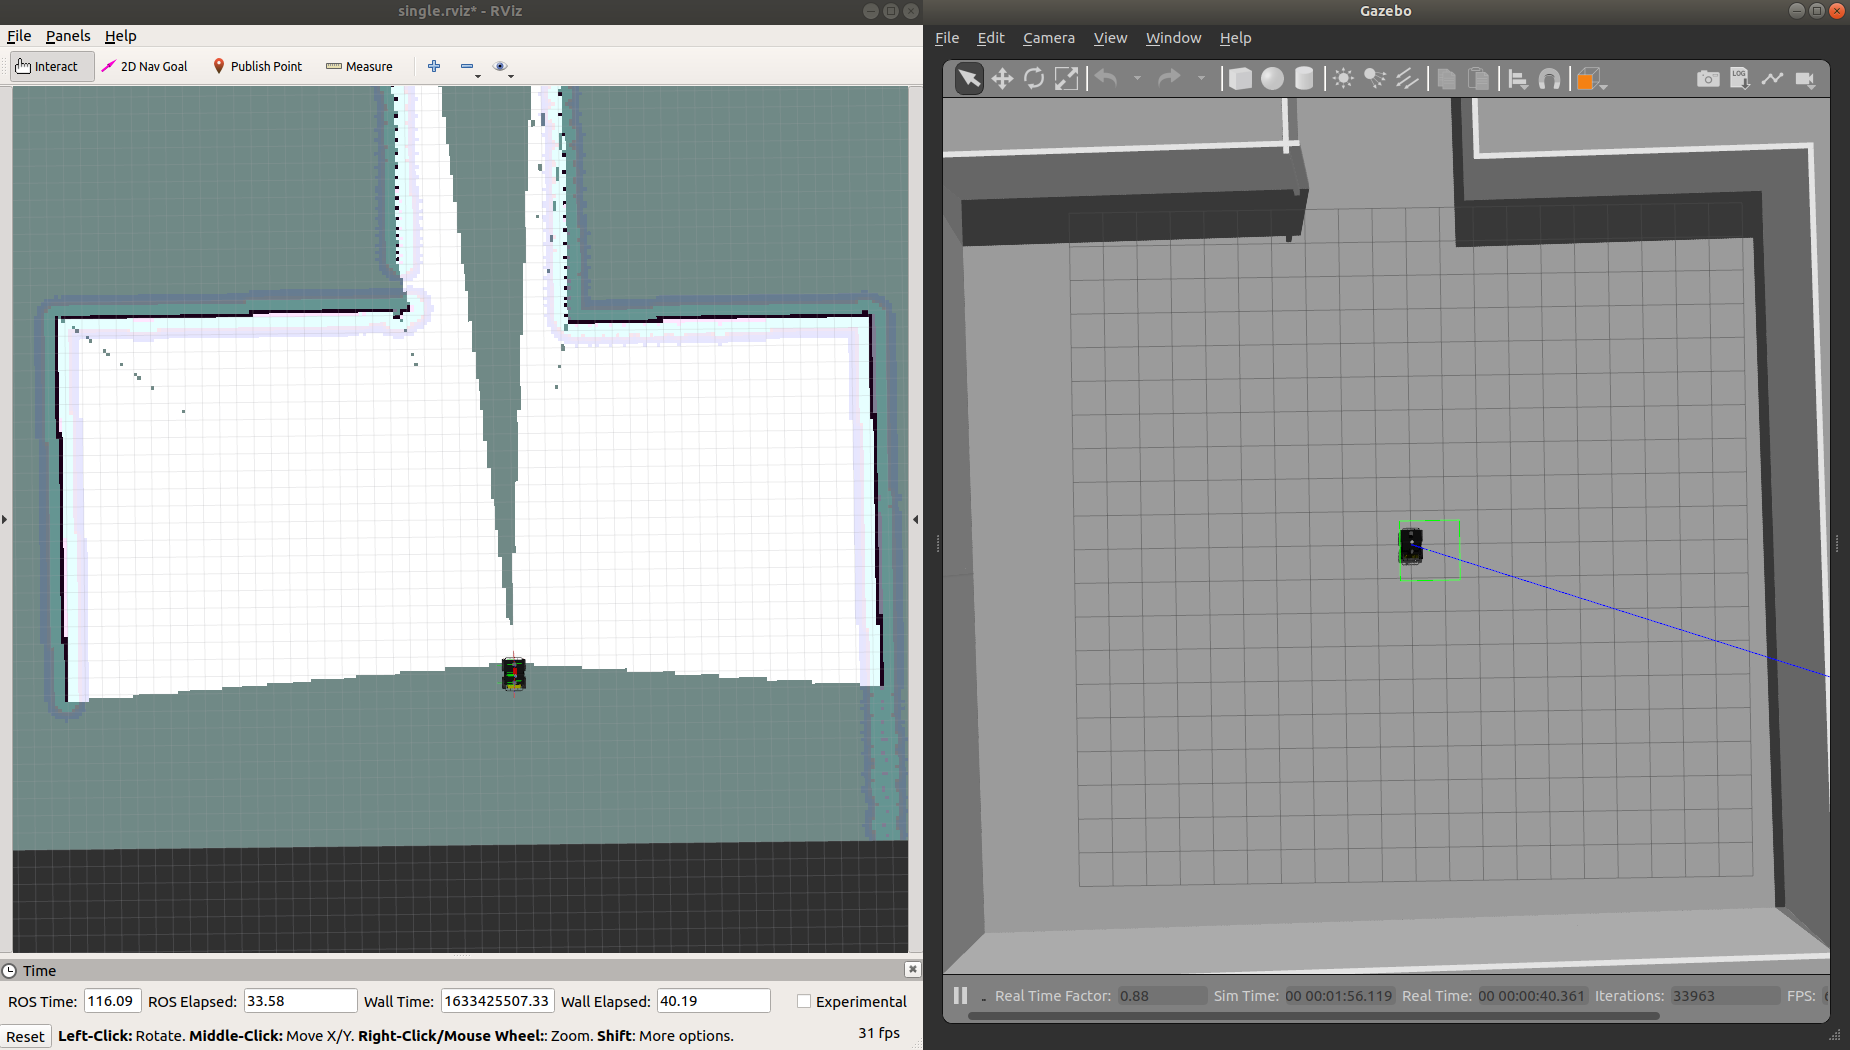 single.rviz* - RViz
File Panels Help
Interact 2D Nav Goal Publish Point Measure
Time
ROS Time: 116.09 ROS Elapsed: 33.58 Wall Time: 1633425507.33 Wall Elapsed: 40.19 Experimental
Reset Left-Click: Rotate. Middle-Click: Move X/Y. Right-Click/Mouse Wheel:: Zoom. Shift: More options. 31 fps
Gazebo
File Edit Camera View Window Help
LOG
Real Time Factor: 0.88 Sim Time: 00 00:01:56.119 Real Time: 00 00:00:40.361 Iterations: 33963 FPS: